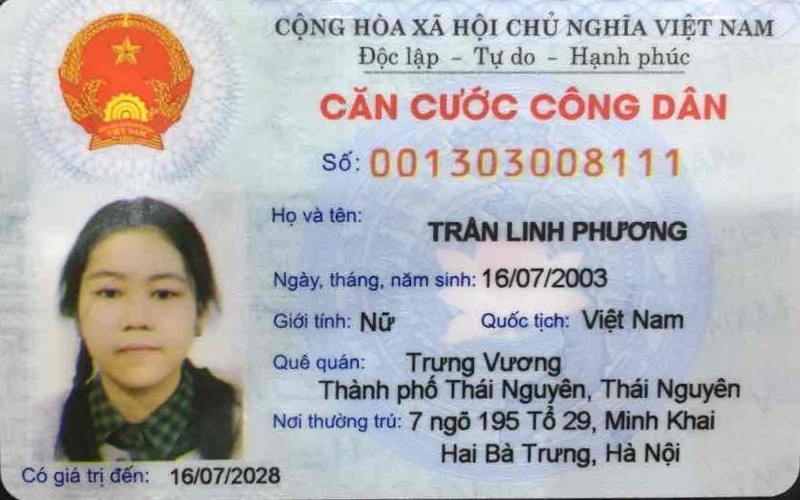 CỘNG HÒA XÃ HỘI CHỦ NGHĨA VIỆT NAM
Độc lập - Tự do - Hạnh phúc
CĂN CƯỚC CÔNG DÂN
Số: 001303008111
Họ và tên:
TRẦN LINH PHƯƠNG
Ngày, tháng, năm sinh: 16/07/2003
Giới tính: Nữ Quốc tịch: Việt Nam
Quê quán: Trưng Vương
Thành phố Thái Nguyên, Thái Nguyên
Nơi thường trú: 7 ngõ 195 Tổ 29, Minh Khai
Hai Bà Trưng, Hà Nội
Có giá trị đến: 16/07/2028